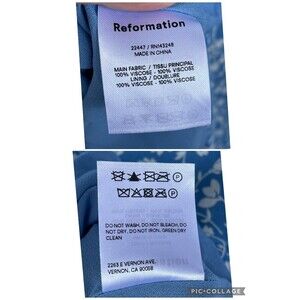 Reformation
22447 / RN143248
MADE IN CHINA
MAIN FABRIC / TISSU PRINCIPAL
100% VISCOSE - 100% VISCOSE
LINING / DOUBLURE
100% VISCOSE - 100% VISCOSE
P
P
DO NOT WASH, DO NOT BLEACH, DO
NOT DRY, DO NOT IRON, GREEN DRY
CLEAN
2263 E VERNON AVE.
VERNON, CA 90058
PIC•COLLAGE